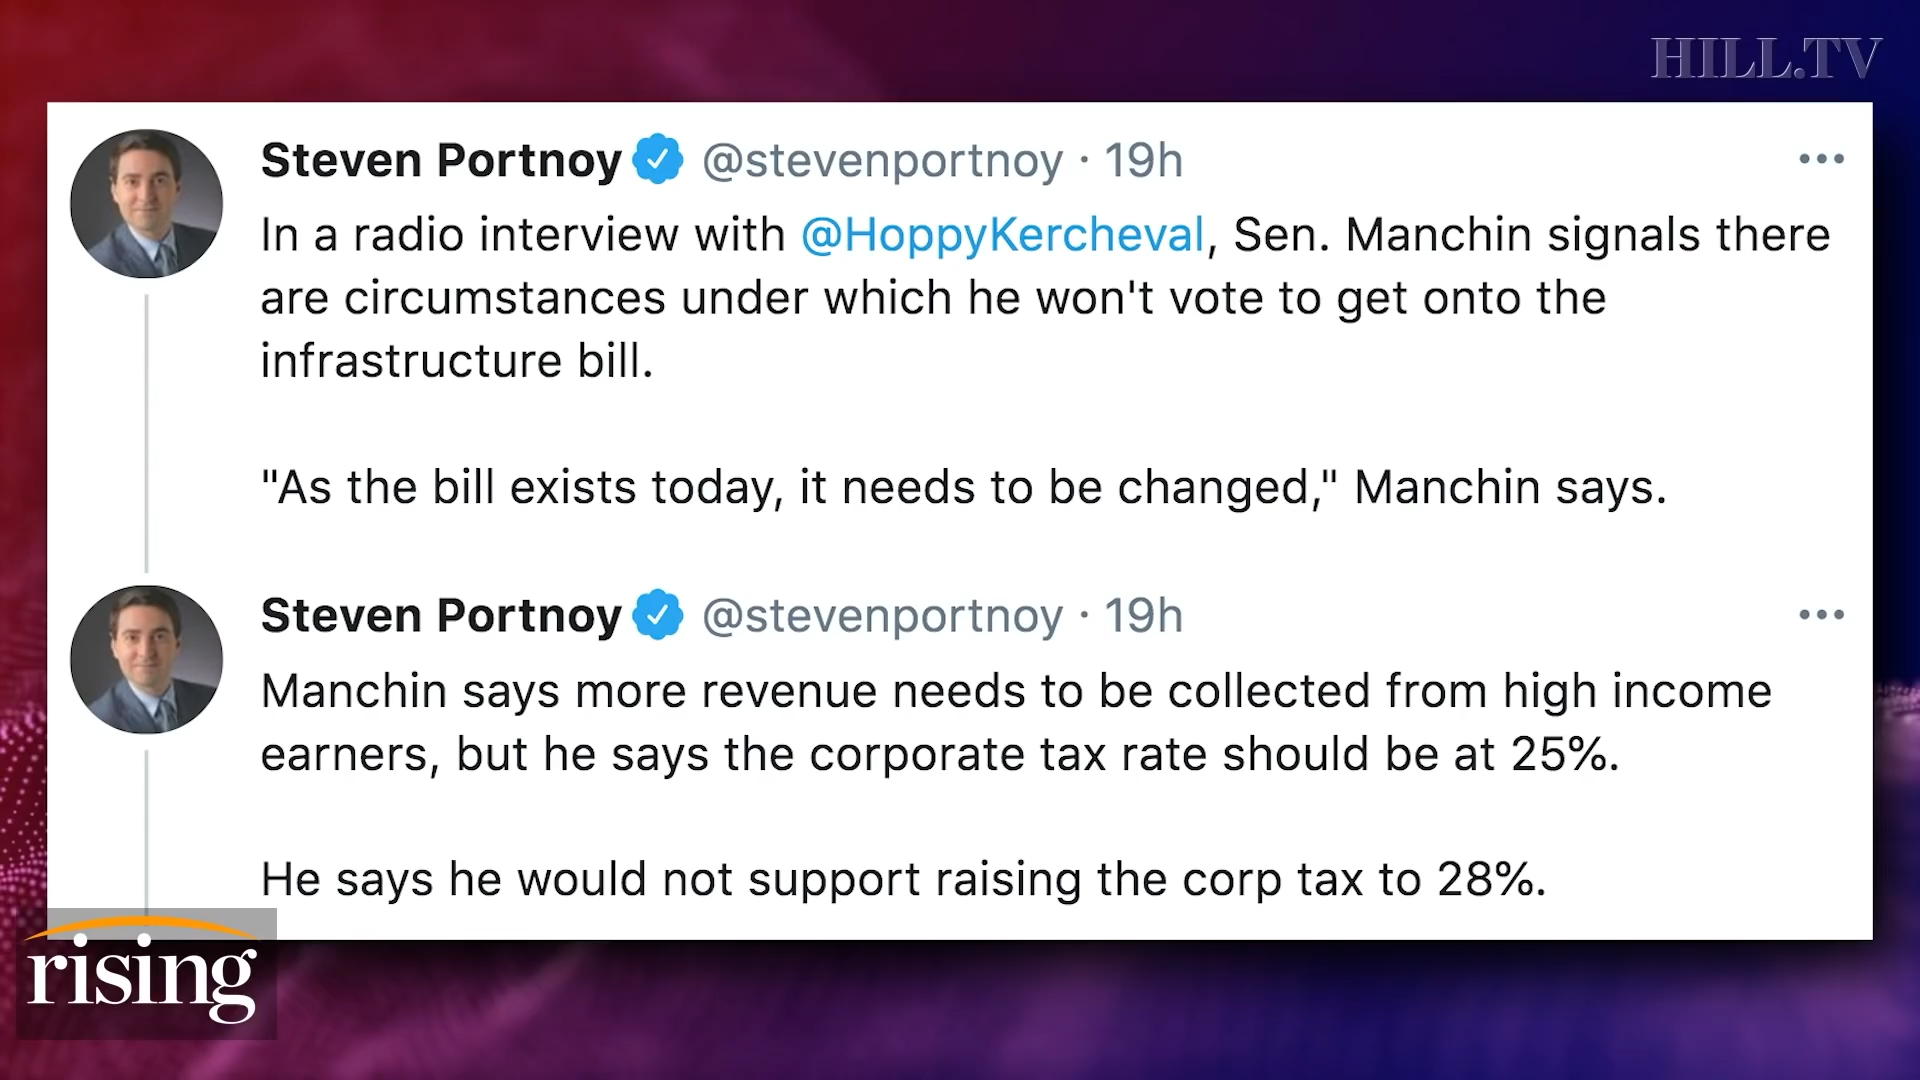 HILL.TV
Steven Portnoy @stevenportnoy · 19h
In a radio interview with @HoppyKercheval, Sen. Manchin signals there
are circumstances under which he won't vote to get onto the
infrastructure bill.
"As the bill exists today, it needs to be changed," Manchin says.
Steven Portnoy @stevenportnoy · 19h
Manchin says more revenue needs to be collected from high income
earners, but he says the corporate tax rate should be at 25%.
He says he would not support raising the corp tax to 28%.
rising